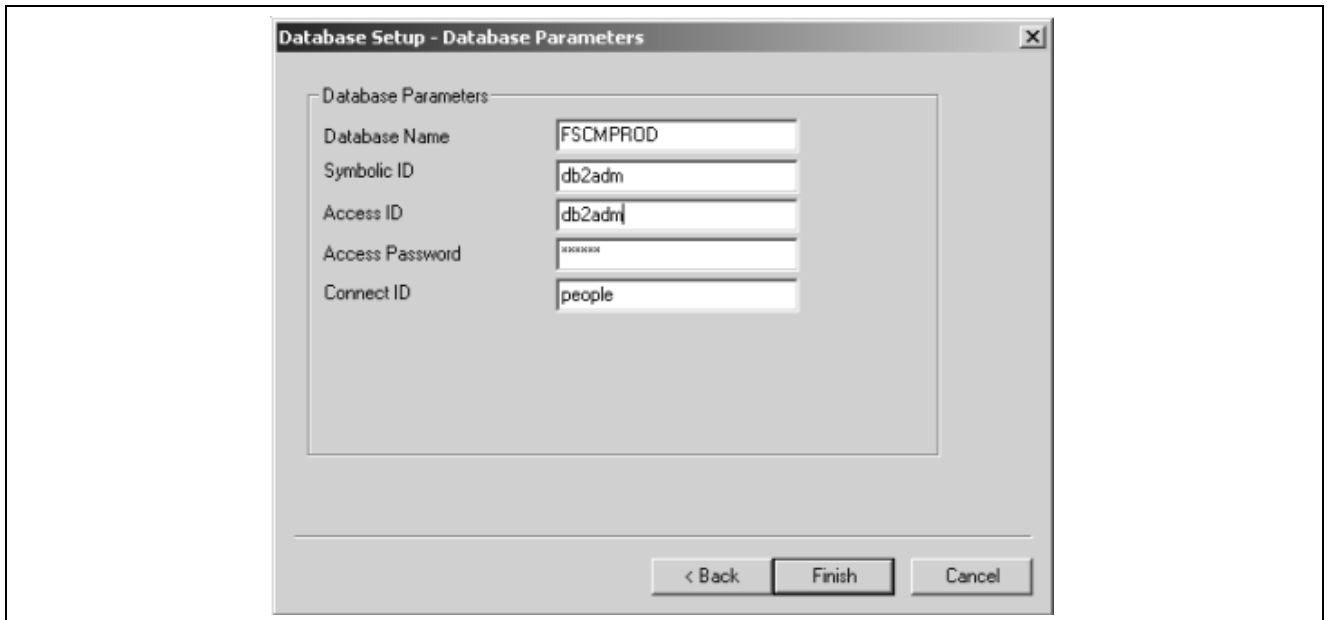 Database Setup - Database Parameters
Database Parameters
Database Name FSCMPROD
Symbolic ID db2adm
Access ID db2adm
Access Password ******
Connect ID people
< Back Finish Cancel